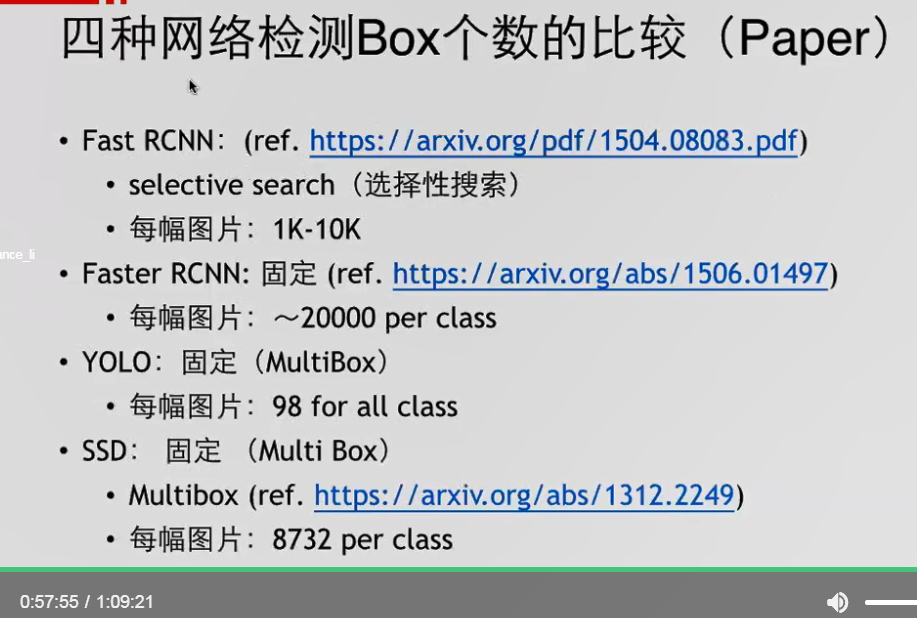 四种网络检测Box个数的比较（Paper）
• Fast RCNN：(ref. https://arxiv.org/pdf/1504.08083.pdf)
• selective search（选择性搜索）
• 每幅图片：1K-10K
ance_li
• Faster RCNN: 固定 (ref. https://arxiv.org/abs/1506.01497)
• 每幅图片：～20000 per class
• YOLO：固定（MultiBox）
• 每幅图片：98 for all class
• SSD： 固定 （Multi Box）
• Multibox (ref. https://arxiv.org/abs/1312.2249)
• 每幅图片：8732 per class
0:57:55 / 1:09:21